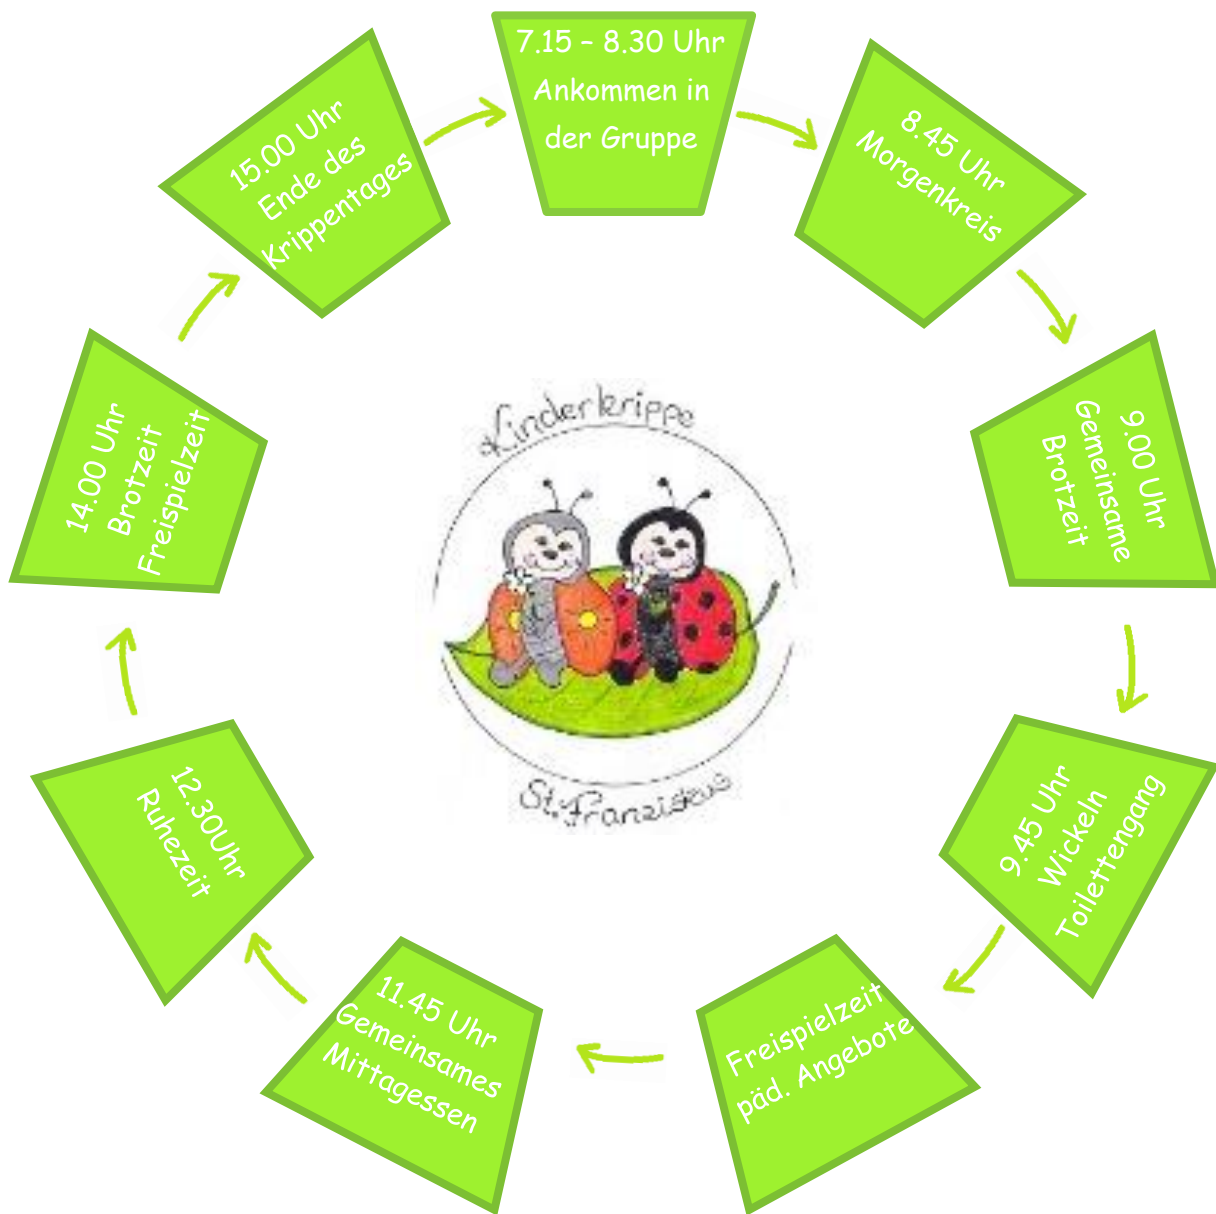 7.15 – 8.30 Uhr
Ankommen in
der Gruppe
8.45 Uhr
Morgenkreis
9.00 Uhr
Gemeinsame
Brotzeit
9.45 Uhr
Wickeln
Toilettengang
Freispielzeit
päd. Angebote
11.45 Uhr
Gemeinsames
Mittagessen
12.30Uhr
Ruhezeit
14.00 Uhr
Brotzeit
Freispielzeit
15.00 Uhr
Ende des
Krippentages
Kinderkrippe
St. Franziskus